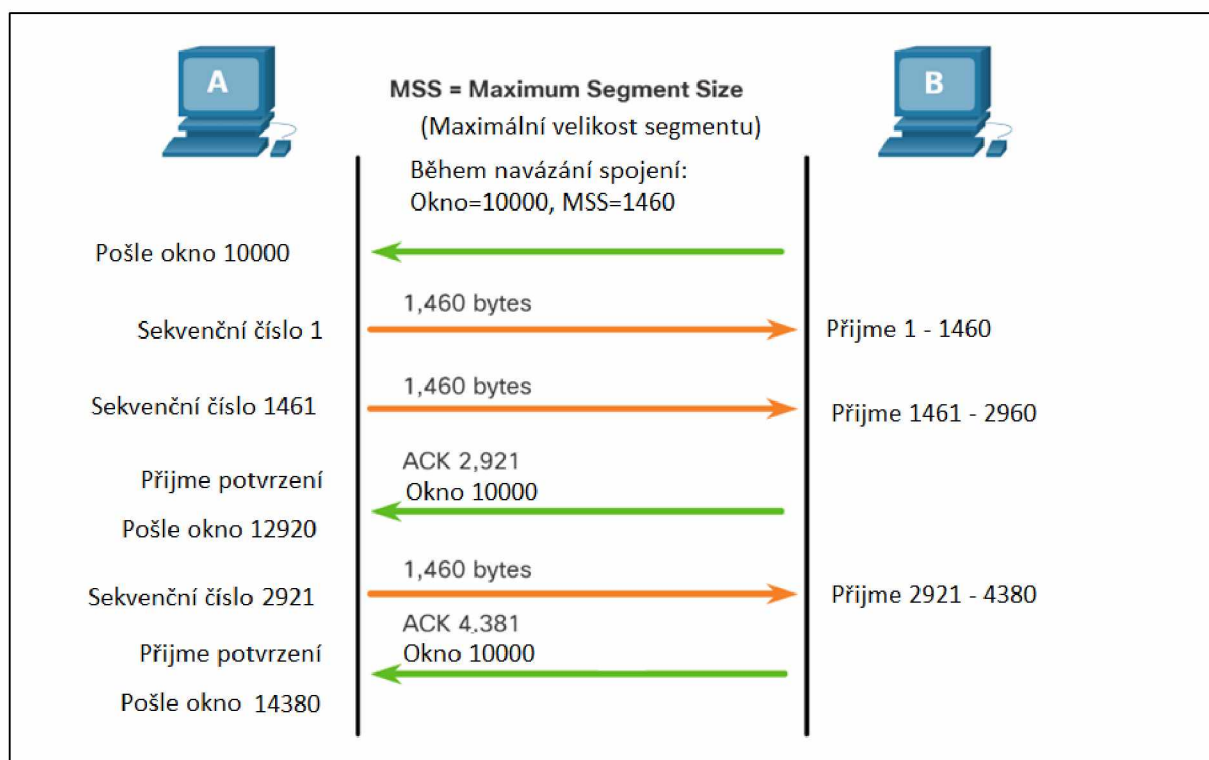 A
B
MSS = Maximum Segment Size
(Maximální velikost segmentu)
Během navázání spojení:
Okno=10000, MSS=1460
Pošle okno 10000
1,460 bytes
Sekvenční číslo 1
Přijme 1 - 1460
1,460 bytes
Sekvenční číslo 1461
Přijme 1461 - 2960
ACK 2,921
Přijme potvrzení
Okno 10000
Pošle okno 12920
1,460 bytes
Sekvenční číslo 2921
Přijme 2921 - 4380
ACK 4,381
Přijme potvrzení
Okno 10000
Pošle okno 14380